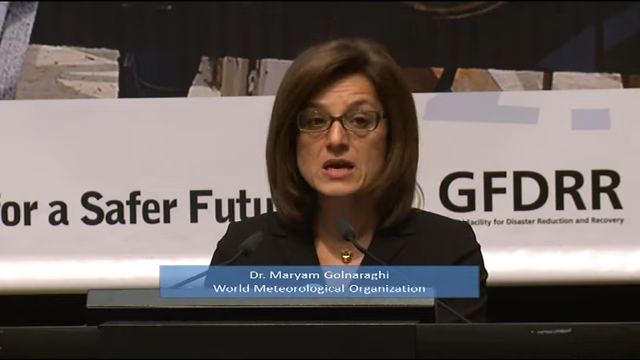 for a Safer Futu
GFDRR
Facility for Disaster Reduction and Recovery
Dr. Maryam Golnaraghi
World Meteorological Organization